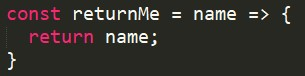 const returnMe = name => {
  return name;
}